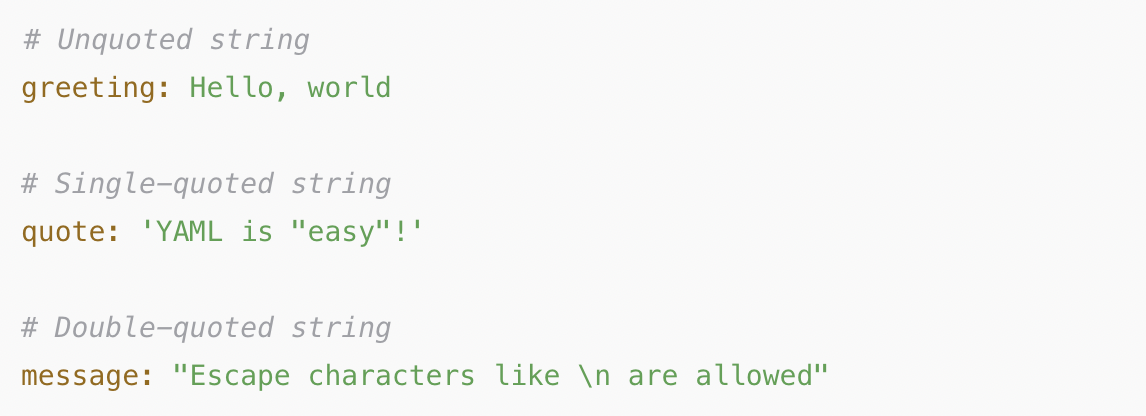 # Unquoted string
greeting: Hello, world
# Single-quoted string
quote: 'YAML is "easy"!'
# Double-quoted string
message: "Escape characters like \n are allowed"